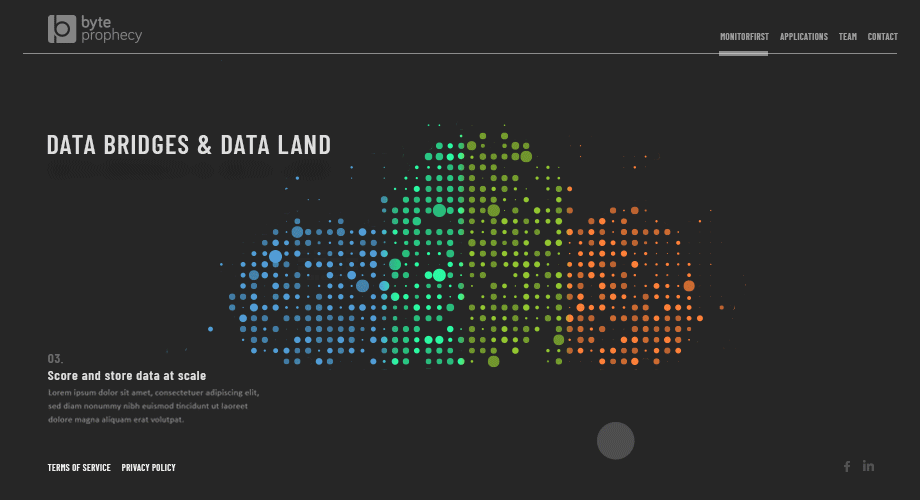 byte
prophecy
MONITORFIRST APPLICATIONS TEAM CONTACT
DATA BRIDGES & DATA LAND
03.
Score and store data at scale
Lorem ipsum dolor sit amet, consectetuer adipiscing elit,
sed diam nonummy nibh euismod tincidunt ut laoreet
dolore magna aliquam erat volutpat.
TERMS OF SERVICE PRIVACY POLICY